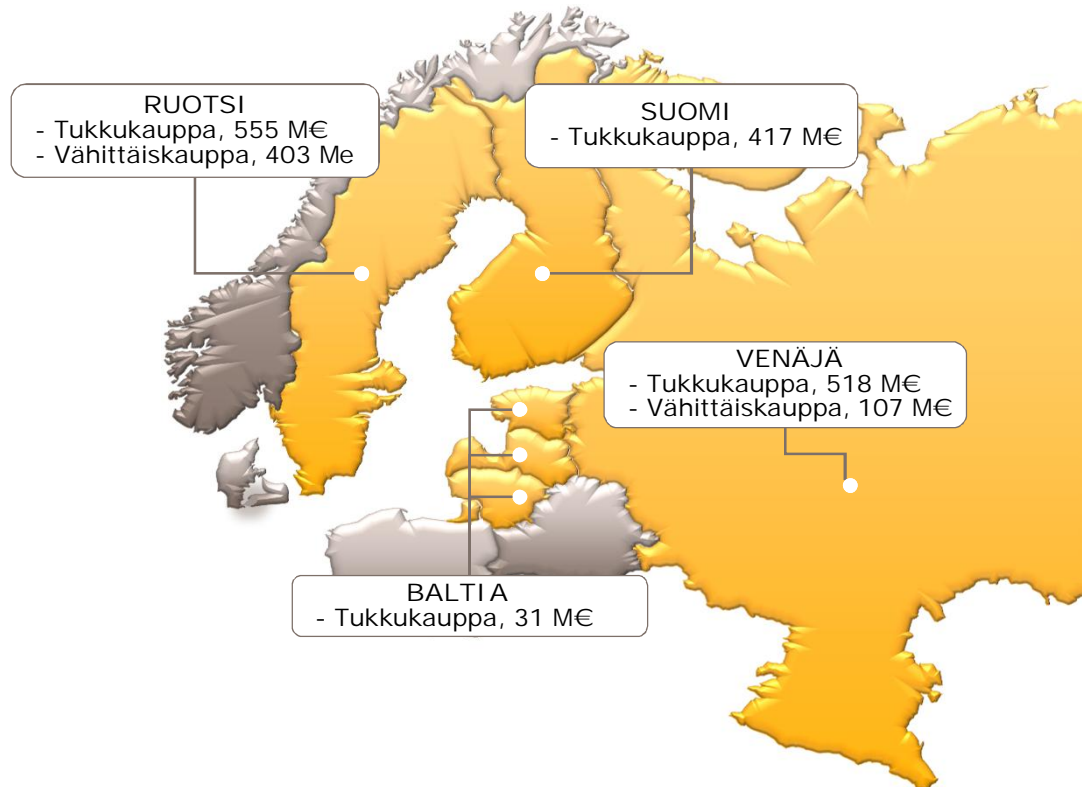 RUOTSI
- Tukkukauppa, 555 M€
- Vähittäiskauppa, 403 Me
SUOMI
- Tukkukauppa, 417 M€
VENÄJÄ
- Tukkukauppa, 518 M€
- Vähittäiskauppa, 107 M€
BALTIA
- Tukkukauppa, 31 M€